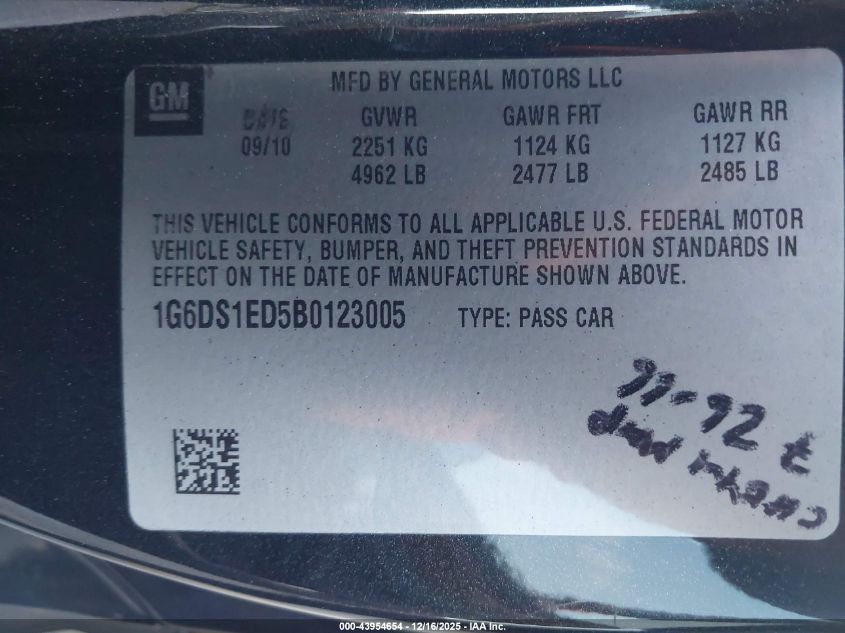 GM
MFD BY GENERAL MOTORS LLC
DATE GVWR GAWR FRT GAWR RR
09/10 2251 KG 1124 KG 1127 KG
4962 LB 2477 LB 2485 LB
THIS VEHICLE CONFORMS TO ALL APPLICABLE U.S. FEDERAL MOTOR
VEHICLE SAFETY, BUMPER, AND THEFT PREVENTION STANDARDS IN
EFFECT ON THE DATE OF MANUFACTURE SHOWN ABOVE.
1G6DS1ED5B0123005 TYPE: PASS CAR
000-43954654 - 12/16/2025 - IAA Inc.